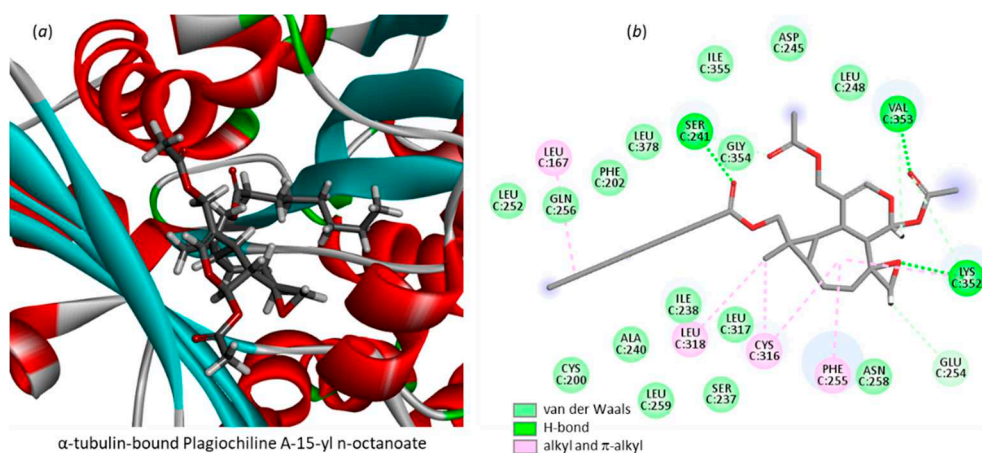 (a)
α-tubulin-bound Plagiochiline A-15-yl n-octanoate
(b)
ASP
C:245
ILE
C:355
LEU
C:248
VAL
C:353
SER
C:241
LEU
C:378
GLY
C:354
LEU
C:167
PHE
C:202
LEU
C:252
GLN
C:256
LYS
C:352
ILE
C:238
LEU
C:317
LEU
C:318
CYS
C:316
ALA
C:240
PHE
C:255
ASN
C:258
GLU
C:254
CYS
C:200
LEU
C:259
SER
C:237
van der Waals
H-bond
alkyl and π-alkyl